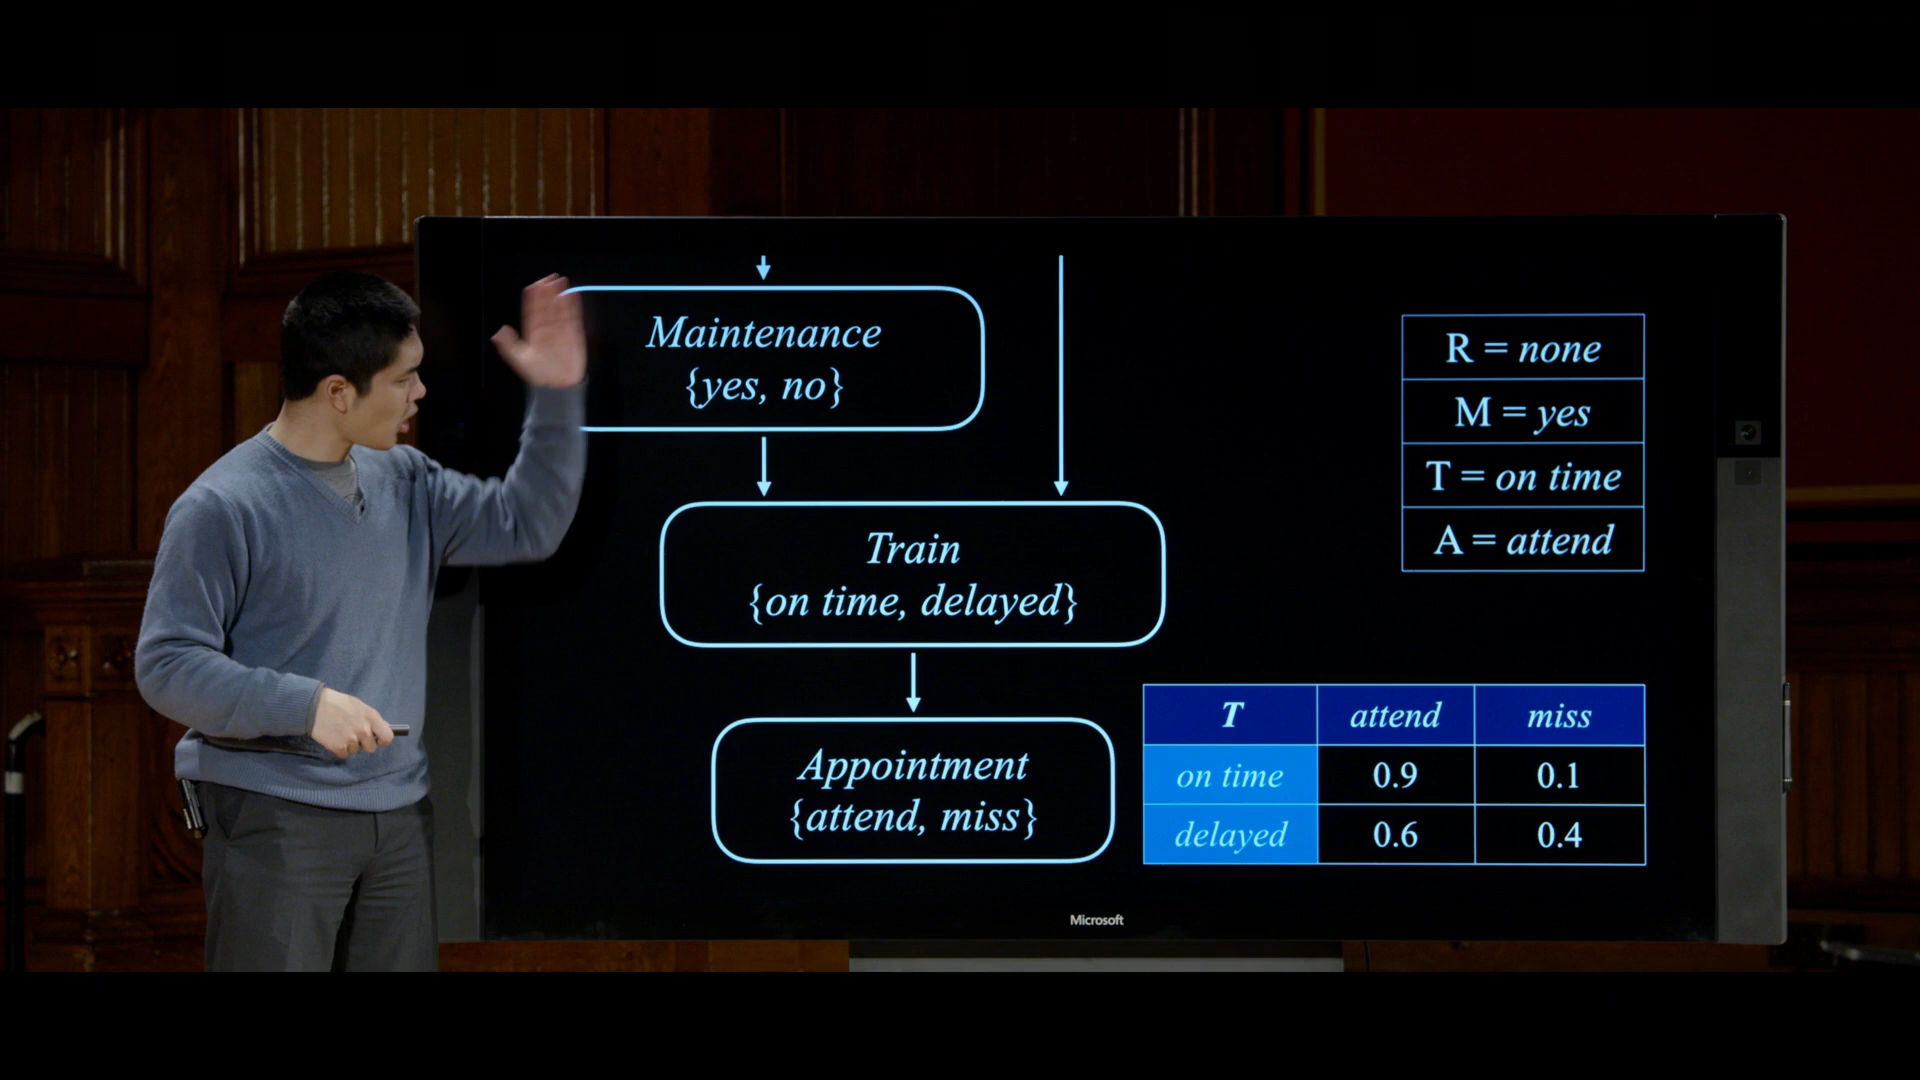 Maintenance
{yes, no}
Train
{on time, delayed}
Appointment
{attend, miss}
R = none
M = yes
T = on time
A = attend
T attend miss
on time 0.9 0.1
delayed 0.6 0.4
Microsoft